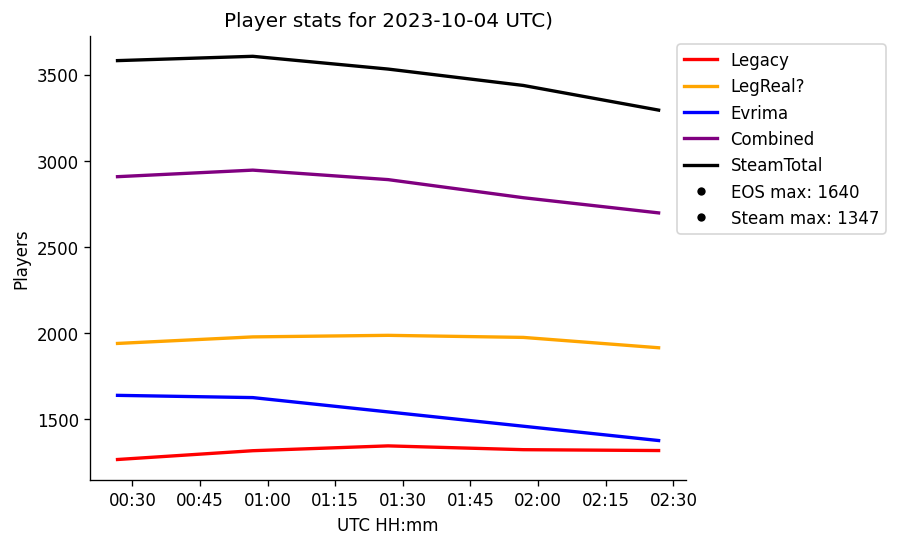 Player stats for 2023-10-04 UTC)
Players
3500
3000
2500
2000
1500
00:30 00:45 01:00 01:15 01:30 01:45 02:00 02:15 02:30
UTC HH:mm
Legacy
LegReal?
Evrima
Combined
SteamTotal
EOS max: 1640
Steam max: 1347